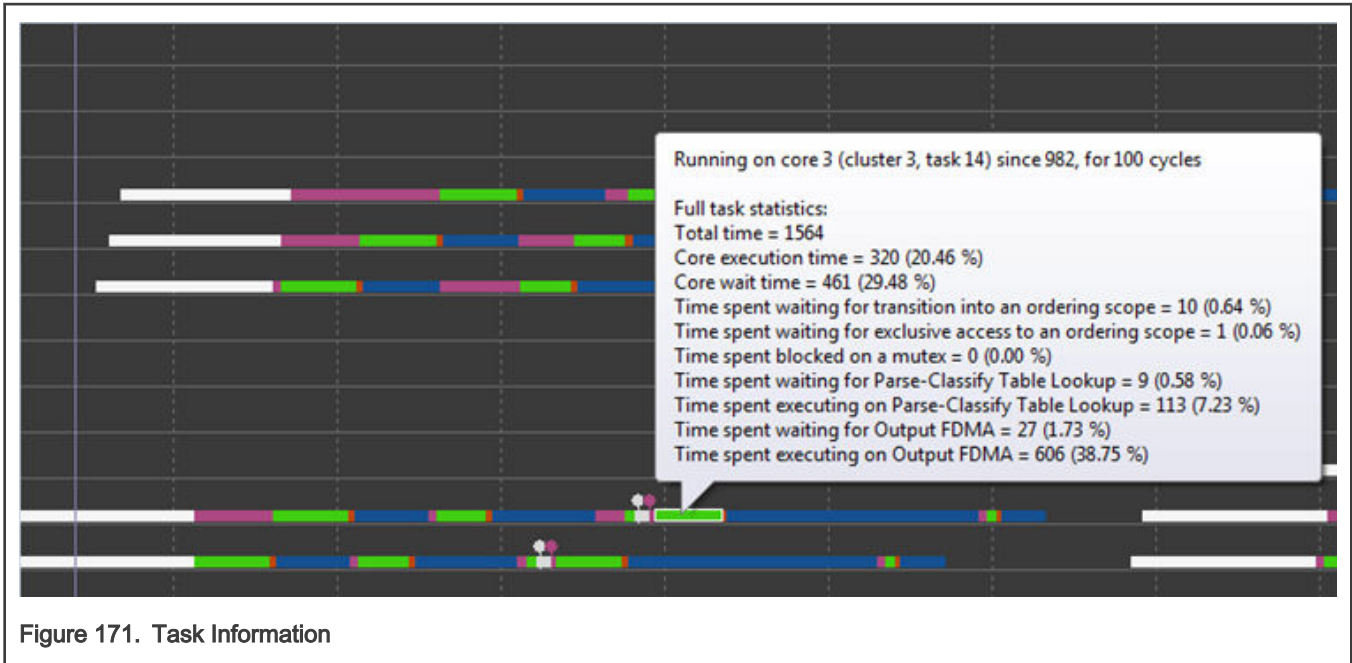 Running on core 3 (cluster 3, task 14) since 982, for 100 cycles
Full task statistics:
Total time = 1564
Core execution time = 320 (20.46 %)
Core wait time = 461 (29.48 %)
Time spent waiting for transition into an ordering scope = 10 (0.64 %)
Time spent waiting for exclusive access to an ordering scope = 1 (0.06 %)
Time spent blocked on a mutex = 0 (0.00 %)
Time spent waiting for Parse-Classify Table Lookup = 9 (0.58 %)
Time spent executing on Parse-Classify Table Lookup = 113 (7.23 %)
Time spent waiting for Output FDMA = 27 (1.73 %)
Time spent executing on Output FDMA = 606 (38.75 %)
Figure 171. Task Information